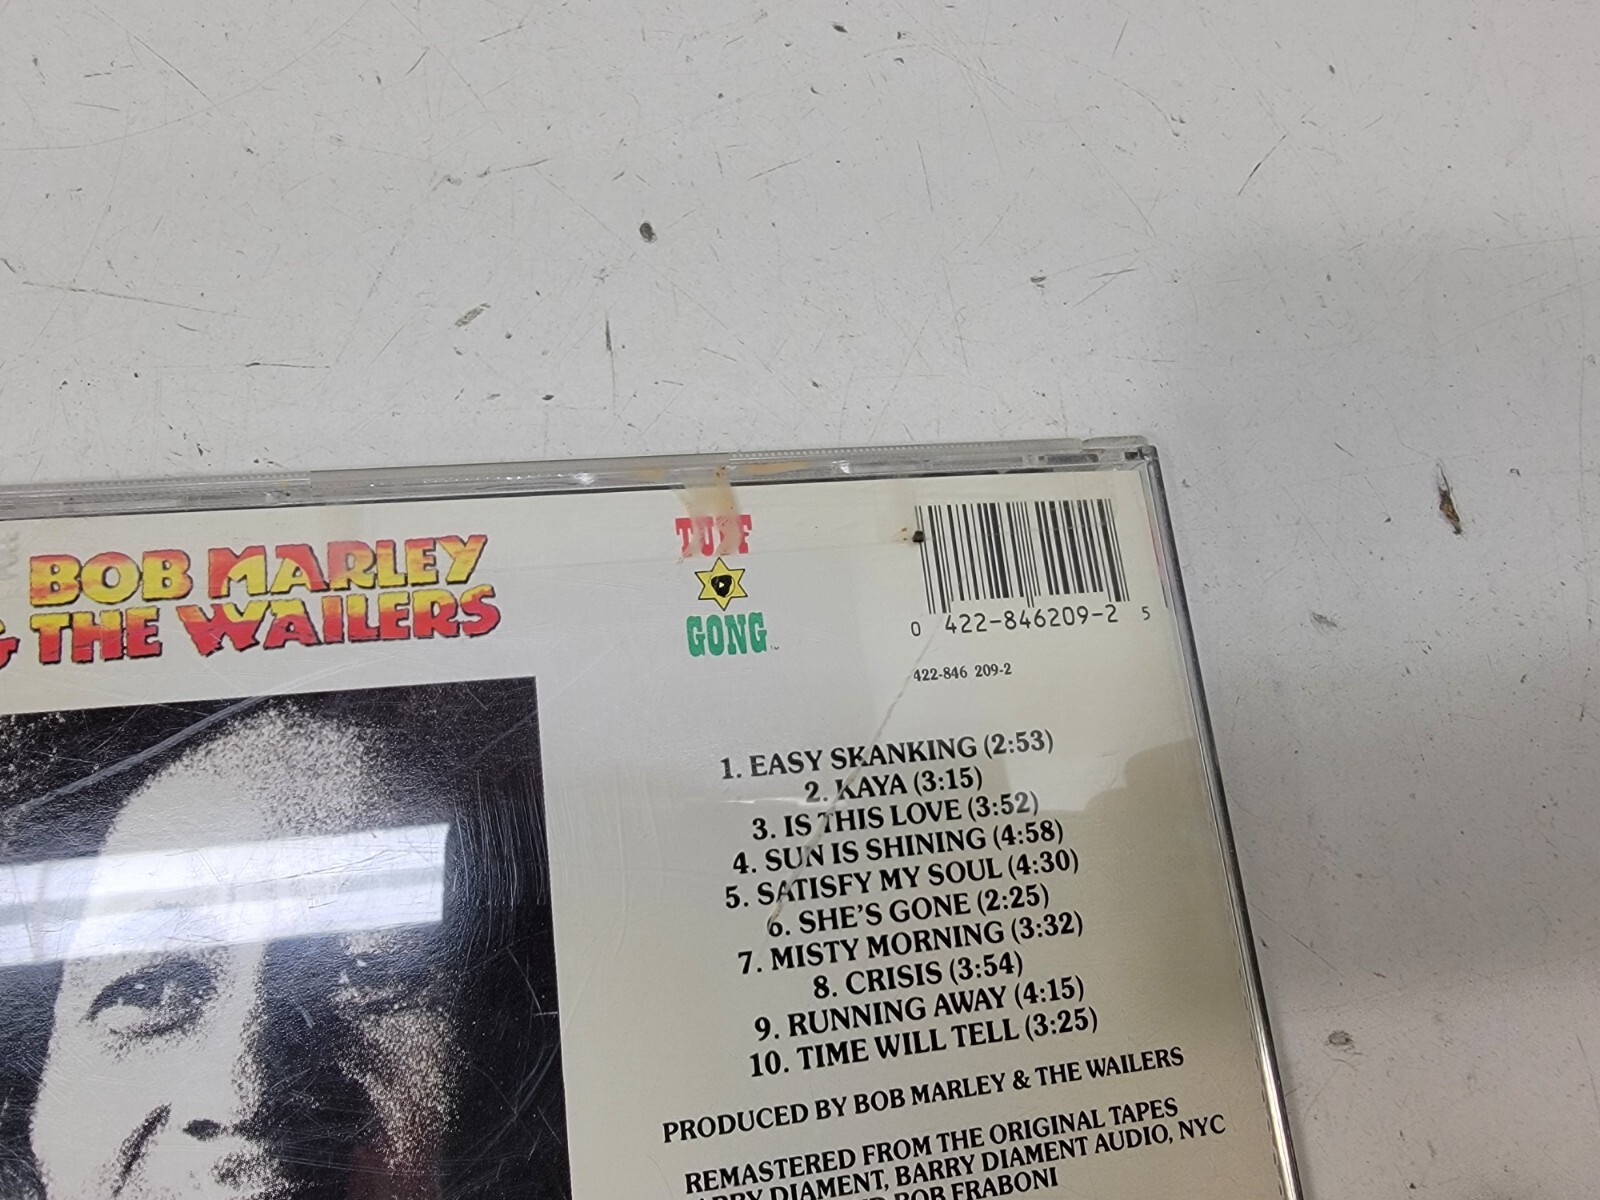 BOB MARLEY
& THE WAILERS
TUFF
GONG
0 422-846209-2 5
422-846 209-2
1. EASY SKANKING (2:53)
2. KAYA (3:15)
3. IS THIS LOVE (3:52)
4. SUN IS SHINING (4:58)
5. SATISFY MY SOUL (4:30)
6. SHE'S GONE (2:25)
7. MISTY MORNING (3:32)
8. CRISIS (3:54)
9. RUNNING AWAY (4:15)
10. TIME WILL TELL (3:25)
PRODUCED BY BOB MARLEY & THE WAILERS
REMASTERED FROM THE ORIGINAL TAPES
DIAMENT, BARRY DIAMENT AUDIO, NYC
BOB FRABONI